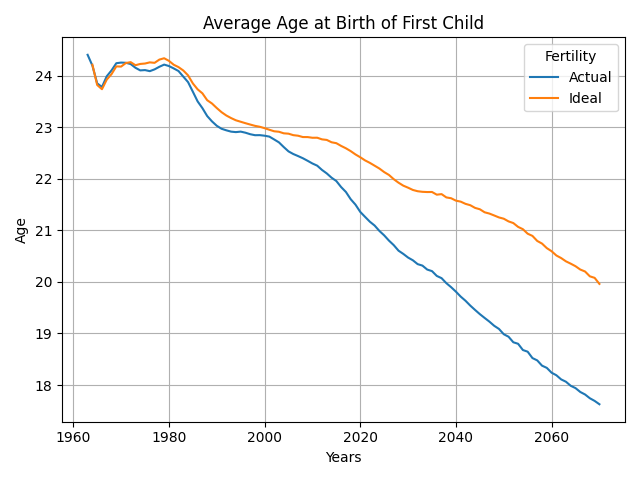 Average Age at Birth of First Child
Fertility
Actual
Ideal
Age
24
23
22
21
20
19
18
1960
1980
2000
2020
2040
2060
Years